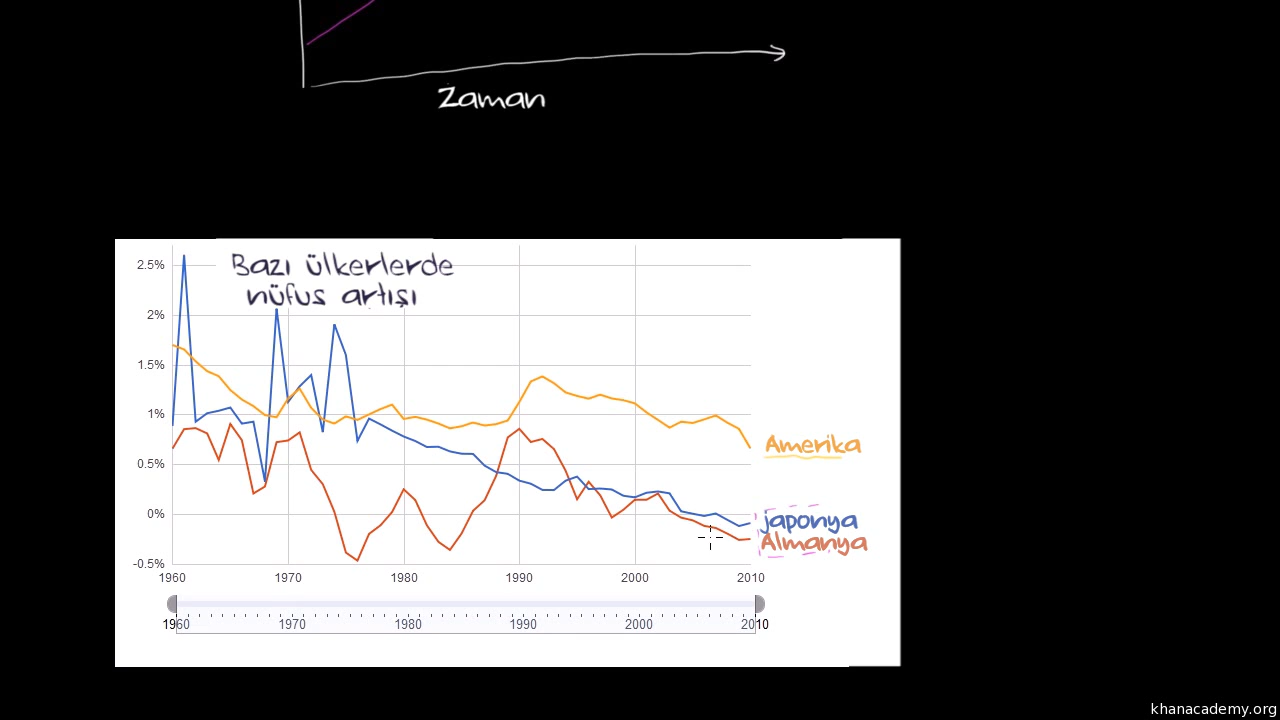 Zaman
Bazı ülkerlerde
nüfus artışı
2.5%
2%
1.5%
1%
0.5%
0%
-0.5%
Amerika
japonya
Almanya
1960 1970 1980 1990 2000 2010
1960 1970 1980 1990 2000 2010
khanacademy.org